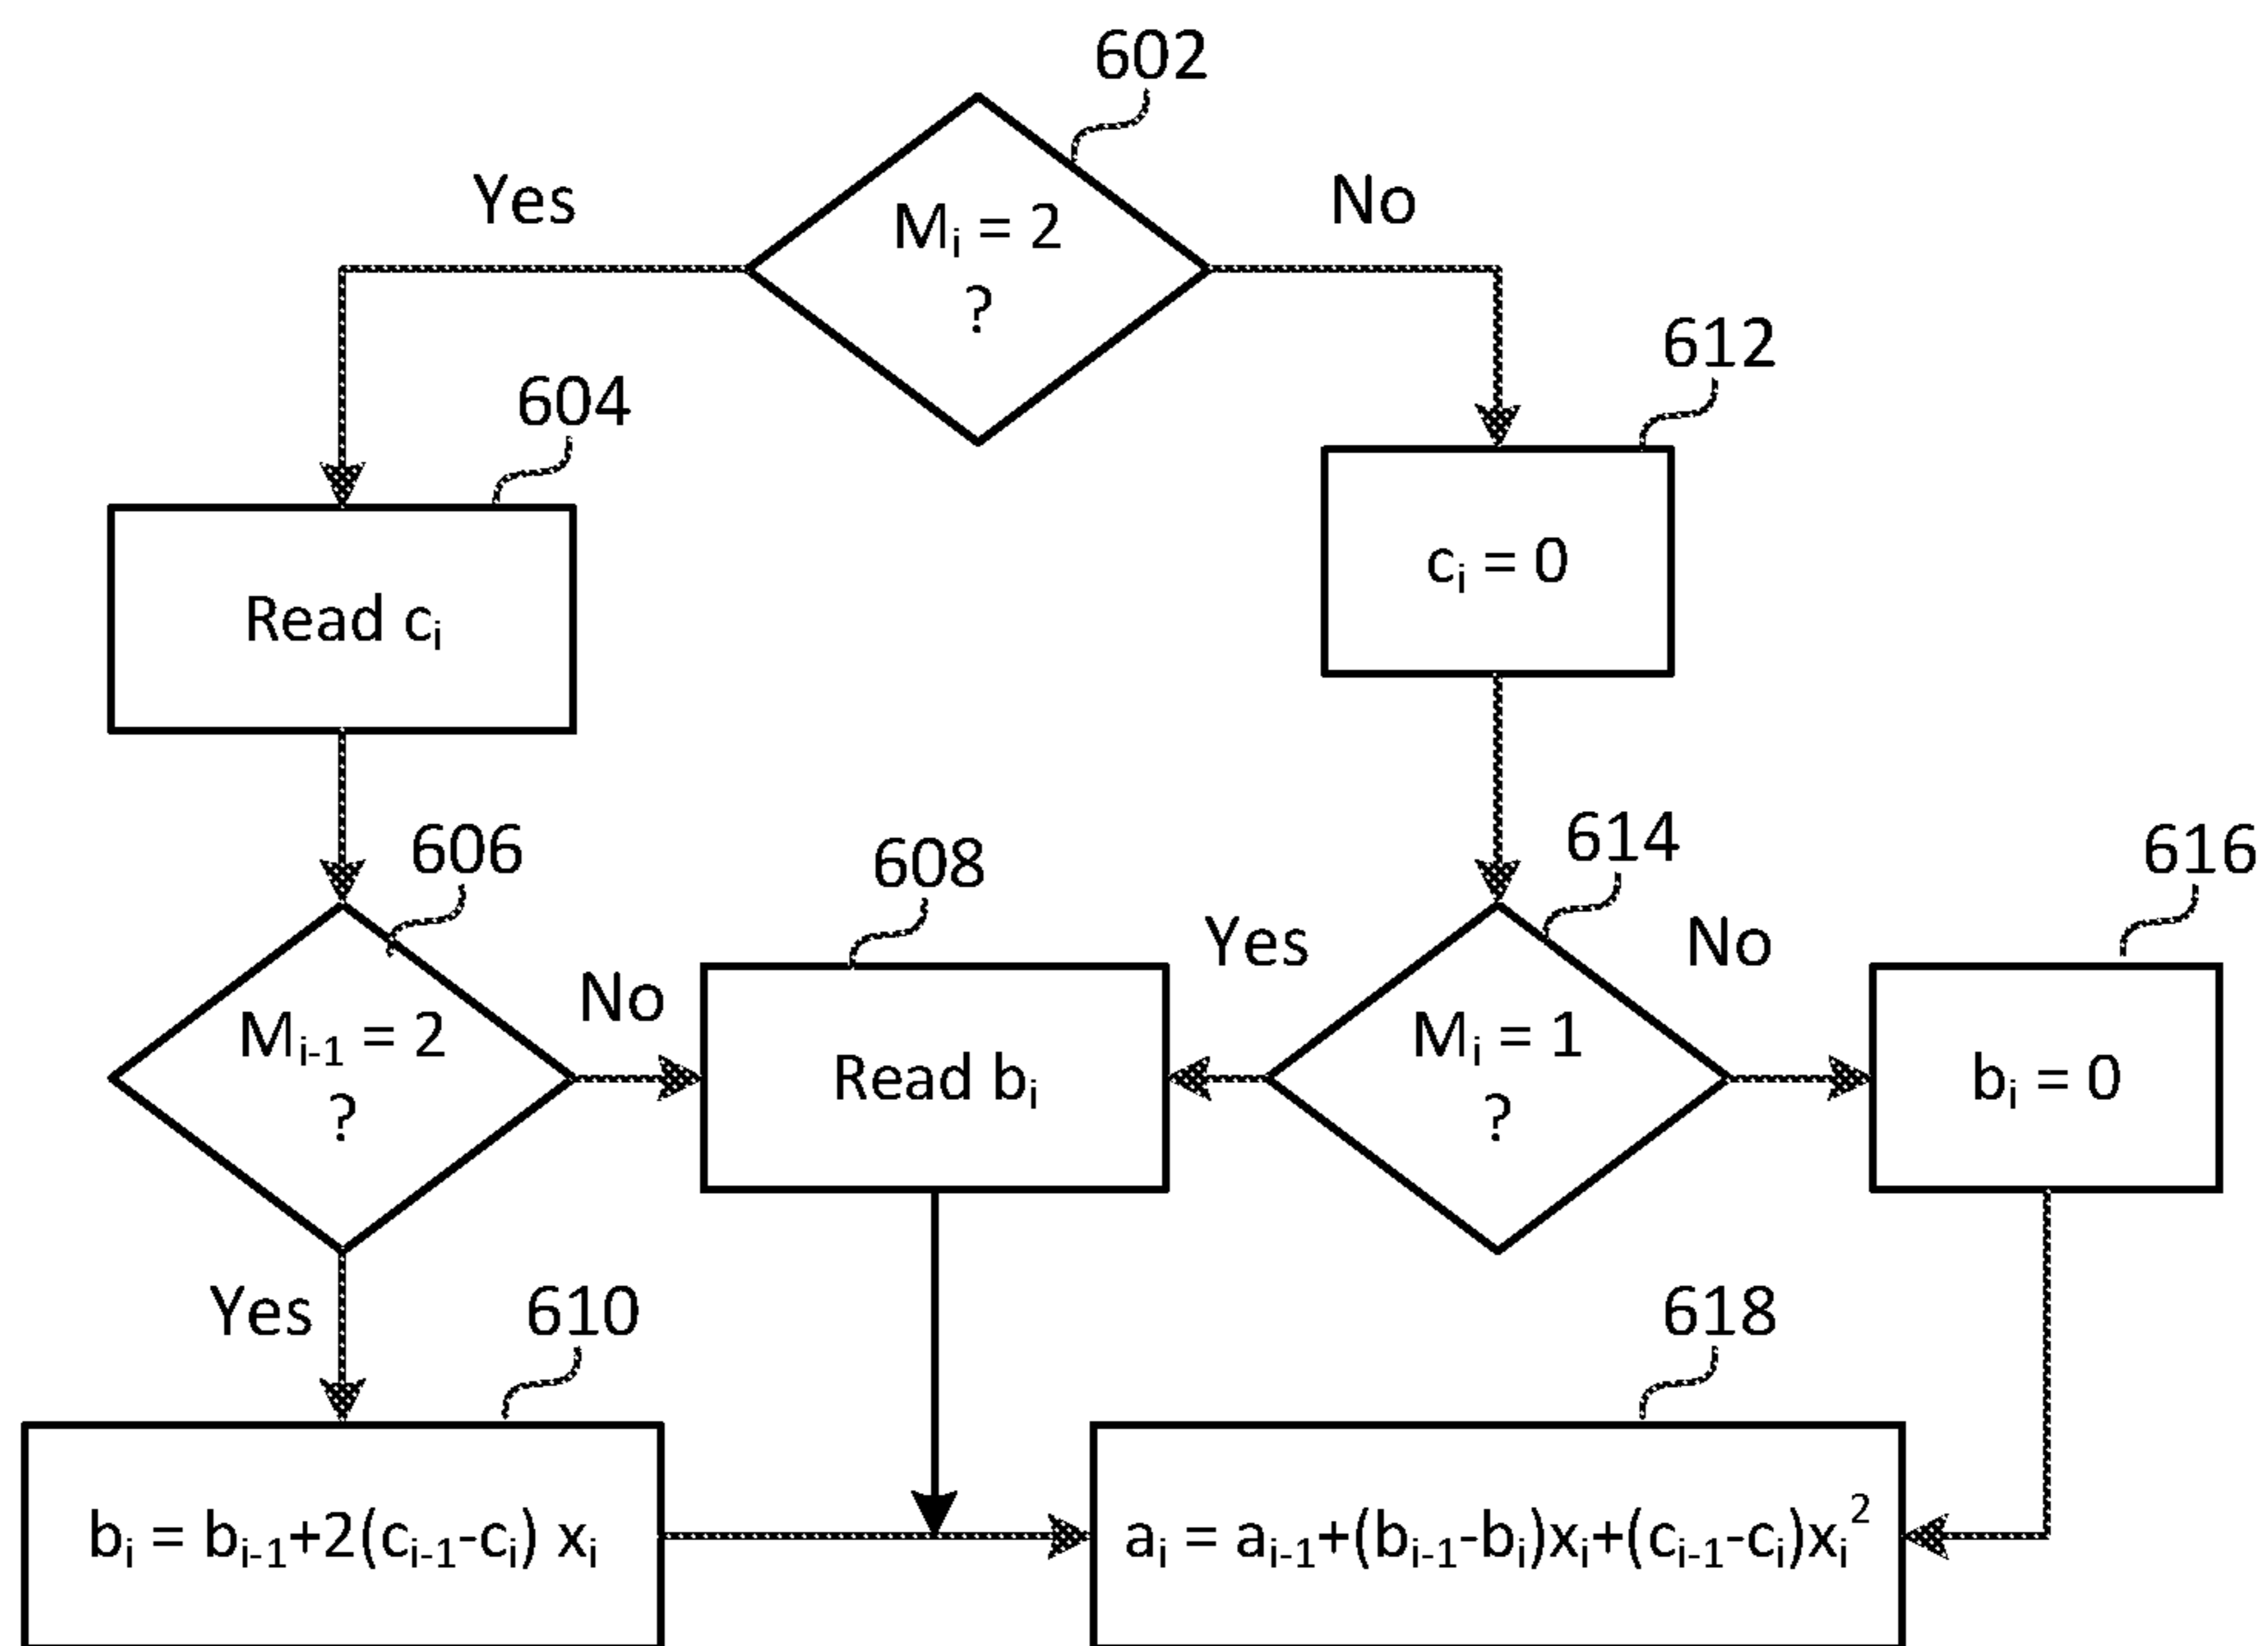 602
Yes
No
Mᵢ = 2
?
612
604
cᵢ = 0
Read cᵢ
606
608
614
616
Yes
No
No
Mᵢ₋₁ = 2
?
Read bᵢ
Mᵢ = 1
?
bᵢ = 0
Yes
610
618
bᵢ = bᵢ₋₁+2(cᵢ₋₁-cᵢ) xᵢ
aᵢ = aᵢ₋₁+(bᵢ₋₁-bᵢ)xᵢ+(cᵢ₋₁-cᵢ)xᵢ²